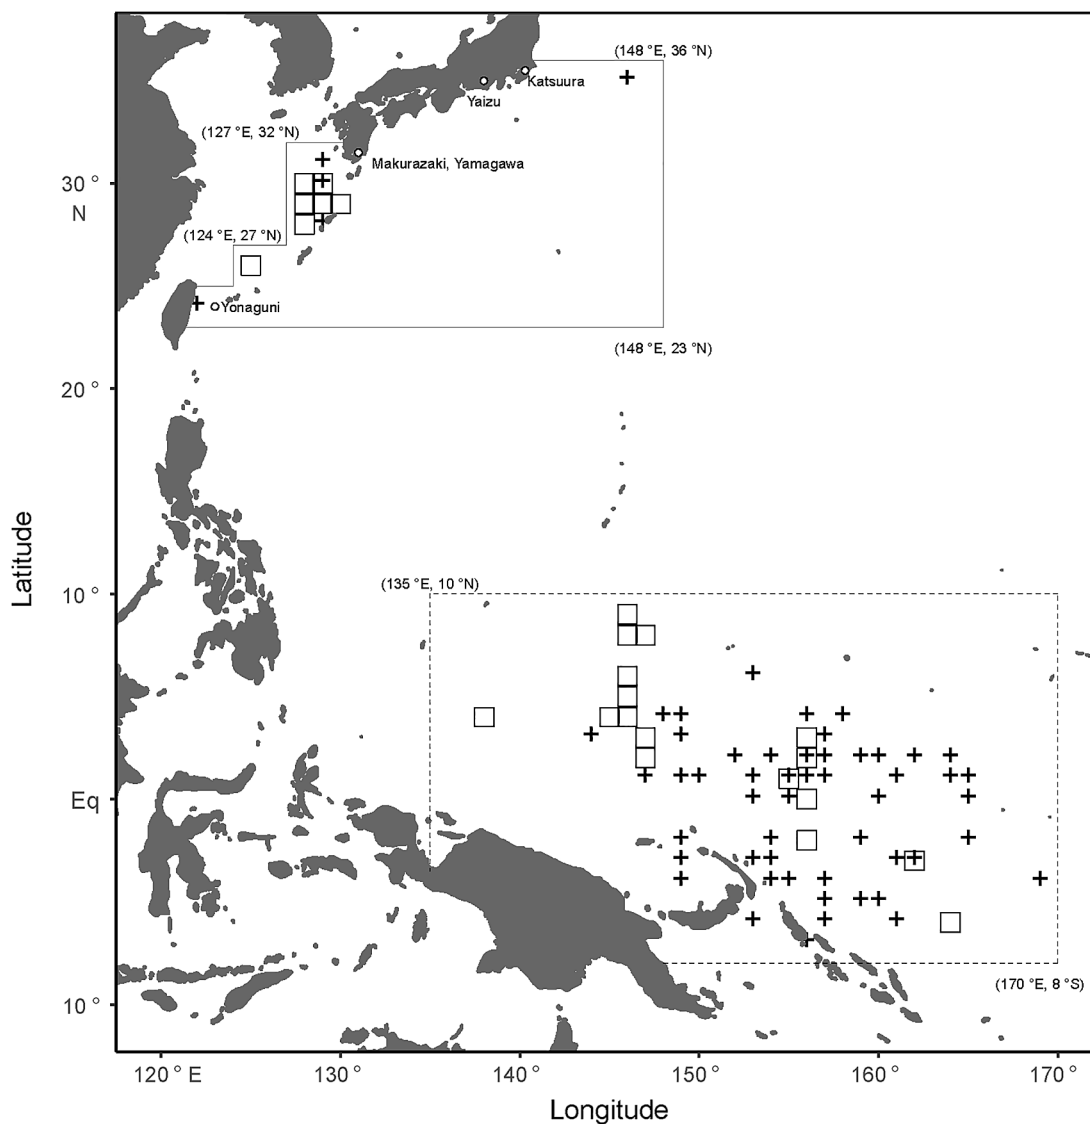 (148 °E, 36 °N)
Katsuura
Yaizu
(127 °E, 32 °N)
Makurazaki, Yamagawa
30 °
N
(124 °E, 27 °N)
Yonaguni
(148 °E, 23 °N)
20 °
Latitude
(135 °E, 10 °N)
10 °
Eq
(170 °E, 8 °S)
10 °
120 ° E
130 °
140 °
150 °
160 °
170 °
Longitude